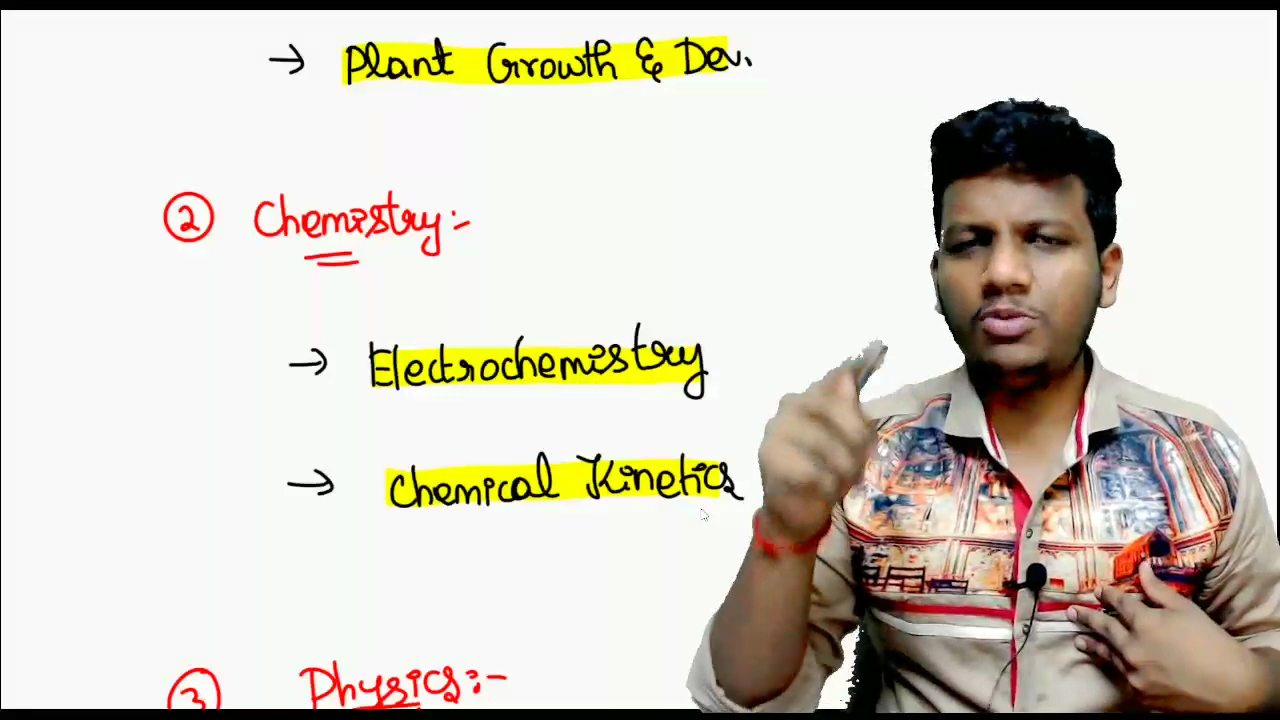 → Plant Growth & Dev.
② Chemistry:-
→ Electrochemistry
→ Chemical Kinetics
③ Physics:-